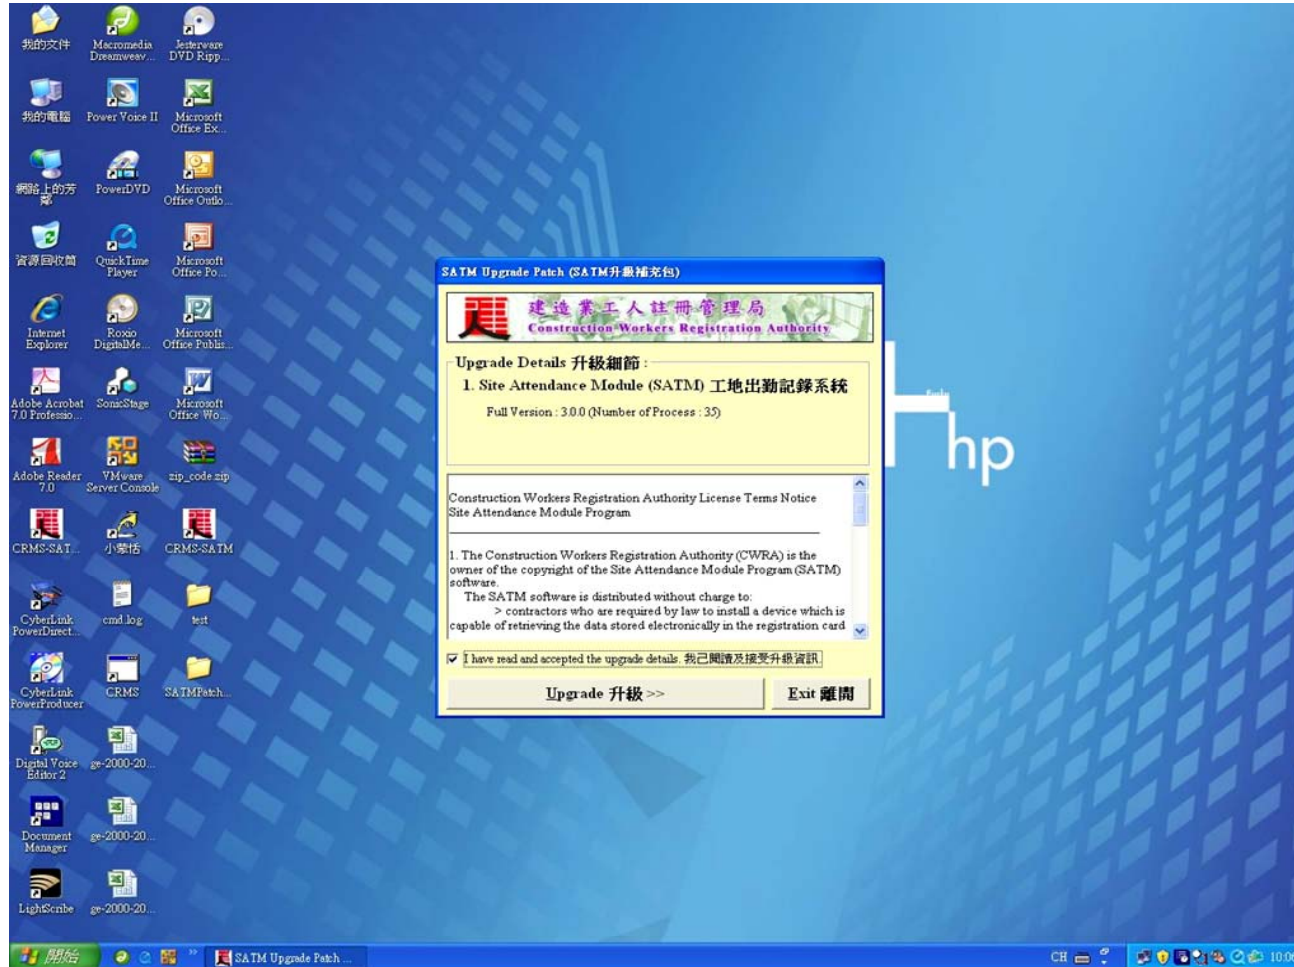 我的文件
Macromedia
Dreamweav...
Jesterware
DVD Ripp...
我的電腦
Power Voice II
Microsoft
Office Ex...
網路上的芳
鄰
PowerDVD
Microsoft
Office Outlo...
資源回收筒
QuickTime
Player
Microsoft
Office Po...
Internet
Explorer
Roxio
DigitalMe...
Microsoft
Office Publis...
Adobe Acrobat
7.0 Professio...
SonicStage
Microsoft
Office Wo...
Adobe Reader
7.0
VMware
Server Console
zip_code.zip
CRMS-SAT...
小蒙恬
CRMS-SATM
CyberLink
PowerDirect...
cmd.log
test
CyberLink
PowerProducer
CRMS
SATMPatch...
Digital Voice
Editor 2
ge-2000-20...
Document
Manager
ge-2000-20...
LightScribe
ge-2000-20...
hp
SATM Upgrade Patch (SATM升級補充包)
建造業工人註冊管理局
Construction Workers Registration Authority
Upgrade Details 升級細節 :
1. Site Attendance Module (SATM) 工地出勤記錄系統
Full Version : 3.0.0 (Number of Process : 35)
Construction Workers Registration Authority License Terms Notice
Site Attendance Module Program
1. The Construction Workers Registration Authority (CWRA) is the
owner of the copyright of the Site Attendance Module Program (SATM)
software.
The SATM software is distributed without charge to:
> contractors who are required by law to install a device which is
capable of retrieving the data stored electronically in the registration card
I have read and accepted the upgrade details. 我已閱讀及接受升級資訊.
Upgrade 升級 >>
Exit 離開
開始
SATM Upgrade Patch ...
CH
10:06